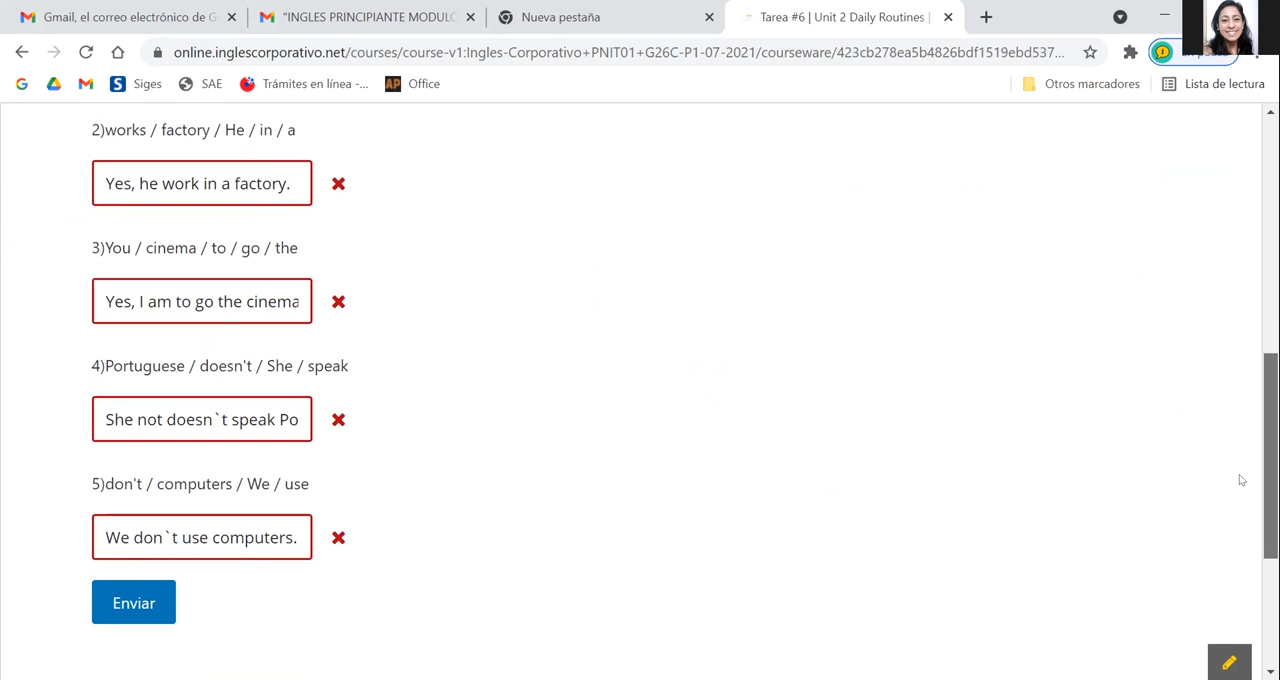 Gmail, el correo electrónico de G
"INGLES PRINCIPIANTE MODULO
Nueva pestaña
Tarea #6 | Unit 2 Daily Routines |
online.inglescorporativo.net/courses/course-v1:Ingles-Corporativo+PNIT01+G26C-P1-07-2021/courseware/423cb278ea5b4826bdf1519ebd537...
Siges
SAE
Trámites en línea -...
AP
Office
Otros marcadores
Lista de lectura
2)works / factory / He / in / a
Yes, he work in a factory.
3)You / cinema / to / go / the
Yes, I am to go the cinema
4)Portuguese / doesn't / She / speak
She not doesn`t speak Po
5)don't / computers / We / use
We don`t use computers.
Enviar